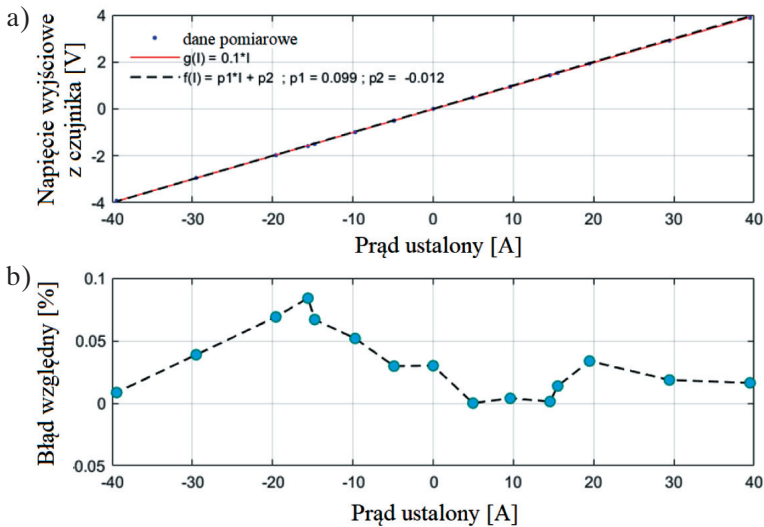 a)
Napięcie wyjściowe
z czujnika [V]
4
2
0
-2
-4
dane pomiarowe
g(I) = 0.1*I
f(I) = p1*I + p2 ; p1 = 0.099 ; p2 = -0.012
-40 -30 -20 -10 0 10 20 30 40
Prąd ustalony [A]
b)
Błąd względny [%]
0.1
0.05
0
0.05
-40 -30 -20 -10 0 10 20 30 40
Prąd ustalony [A]